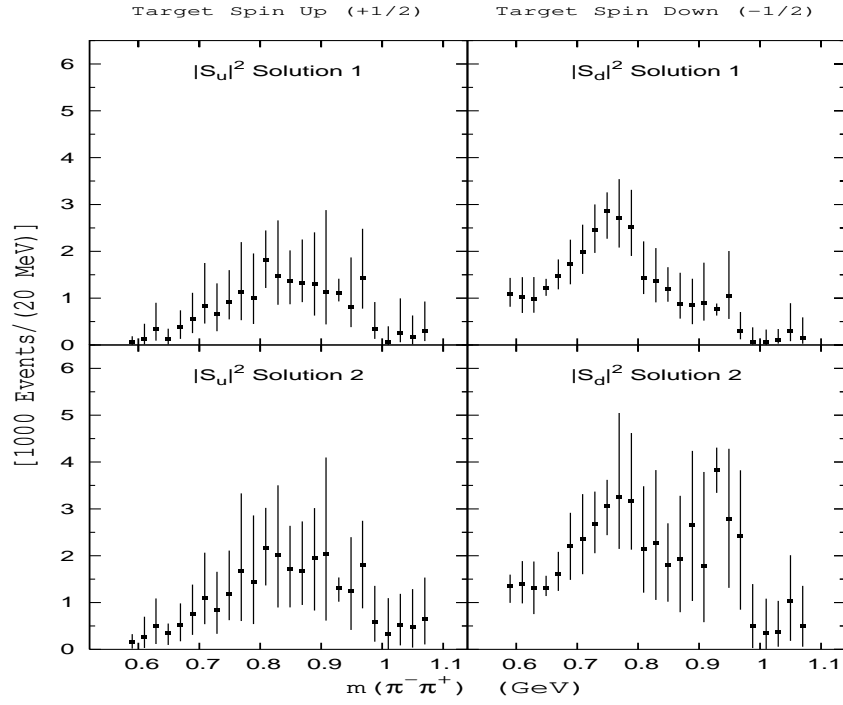 Target Spin Up (+1/2) Target Spin Down (−1/2)
|S_u|² Solution 1 |S_d|² Solution 1
6
5
4
3
2
1
0
[1000 Events/(20 MeV)]
|S_u|² Solution 2 |S_d|² Solution 2
6
5
4
3
2
1
0
0.6 0.7 0.8 0.9 1 1.1 0.6 0.7 0.8 0.9 1 1.1
m(π⁻π⁺) (GeV)